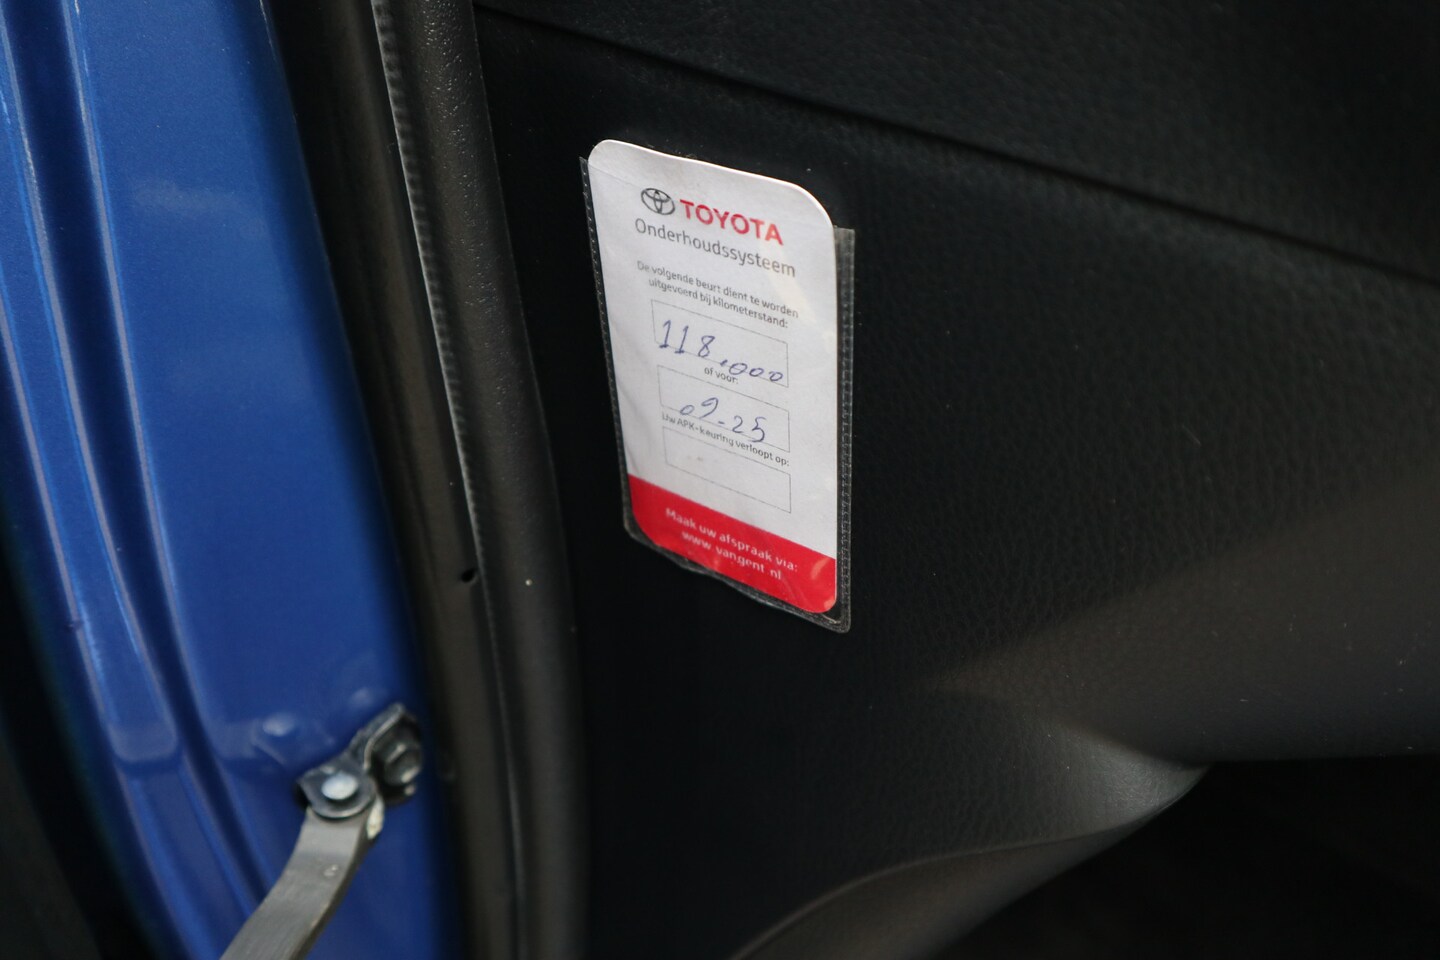 TOYOTA
Onderhoudssysteem
De volgende beurt dient te worden
uitgevoerd bij kilometerstand:
118.000
of voor:
09-25
Uw APK-keuring verloopt op:
Maak uw afspraak via:
www.vangent.nl